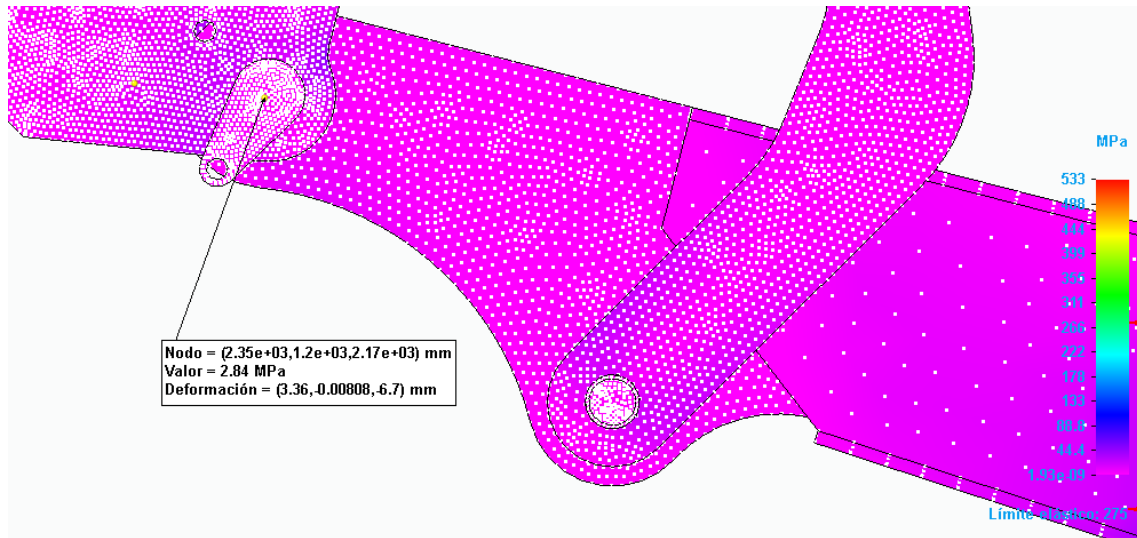 MPa
533
488
444
399
355
311
266
222
178
133
88.8
44.4
1.93e-09
Límite elástico: 275
Nodo = (2.35e+03,1.2e+03,2.17e+03) mm
Valor = 2.84 MPa
Deformación = (3.36,-0.00808,-6.7) mm